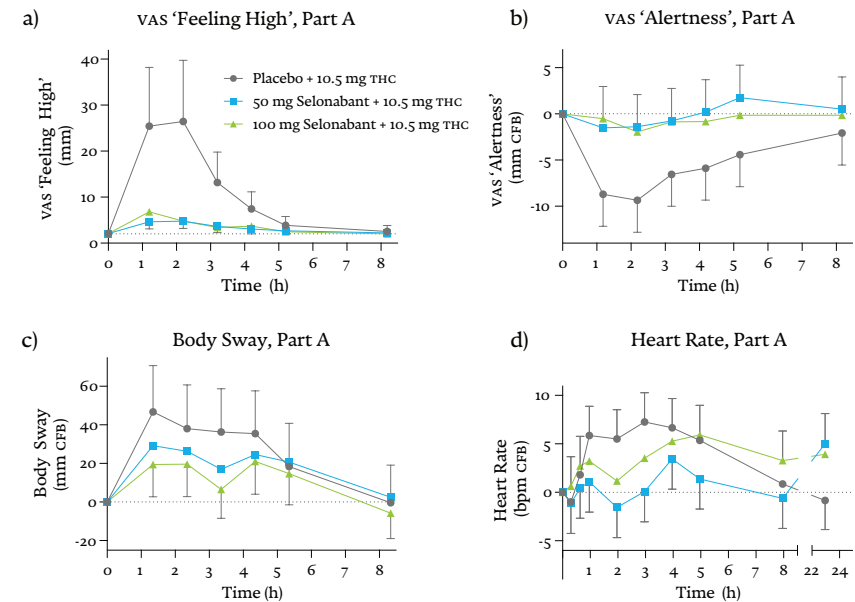 a) VAS ‘Feeling High’, Part A
VAS ‘Feeling High’
(mm)
40
30
20
10
0
Placebo + 10.5 mg THC
50 mg Selonabant + 10.5 mg THC
100 mg Selonabant + 10.5 mg THC
0 1 2 3 4 5 6 7 8
Time (h)
b) VAS ‘Alertness’, Part A
VAS ‘Alertness’
(mm CFB)
5
0
-5
-10
0 1 2 3 4 5 6 7 8
Time (h)
c) Body Sway, Part A
Body Sway
(mm CFB)
60
40
20
0
-20
0 1 2 3 4 5 6 7 8
Time (h)
d) Heart Rate, Part A
Heart Rate
(bpm CFB)
10
5
0
-5
1 2 3 4 5 6 7 8 22 24
Time (h)